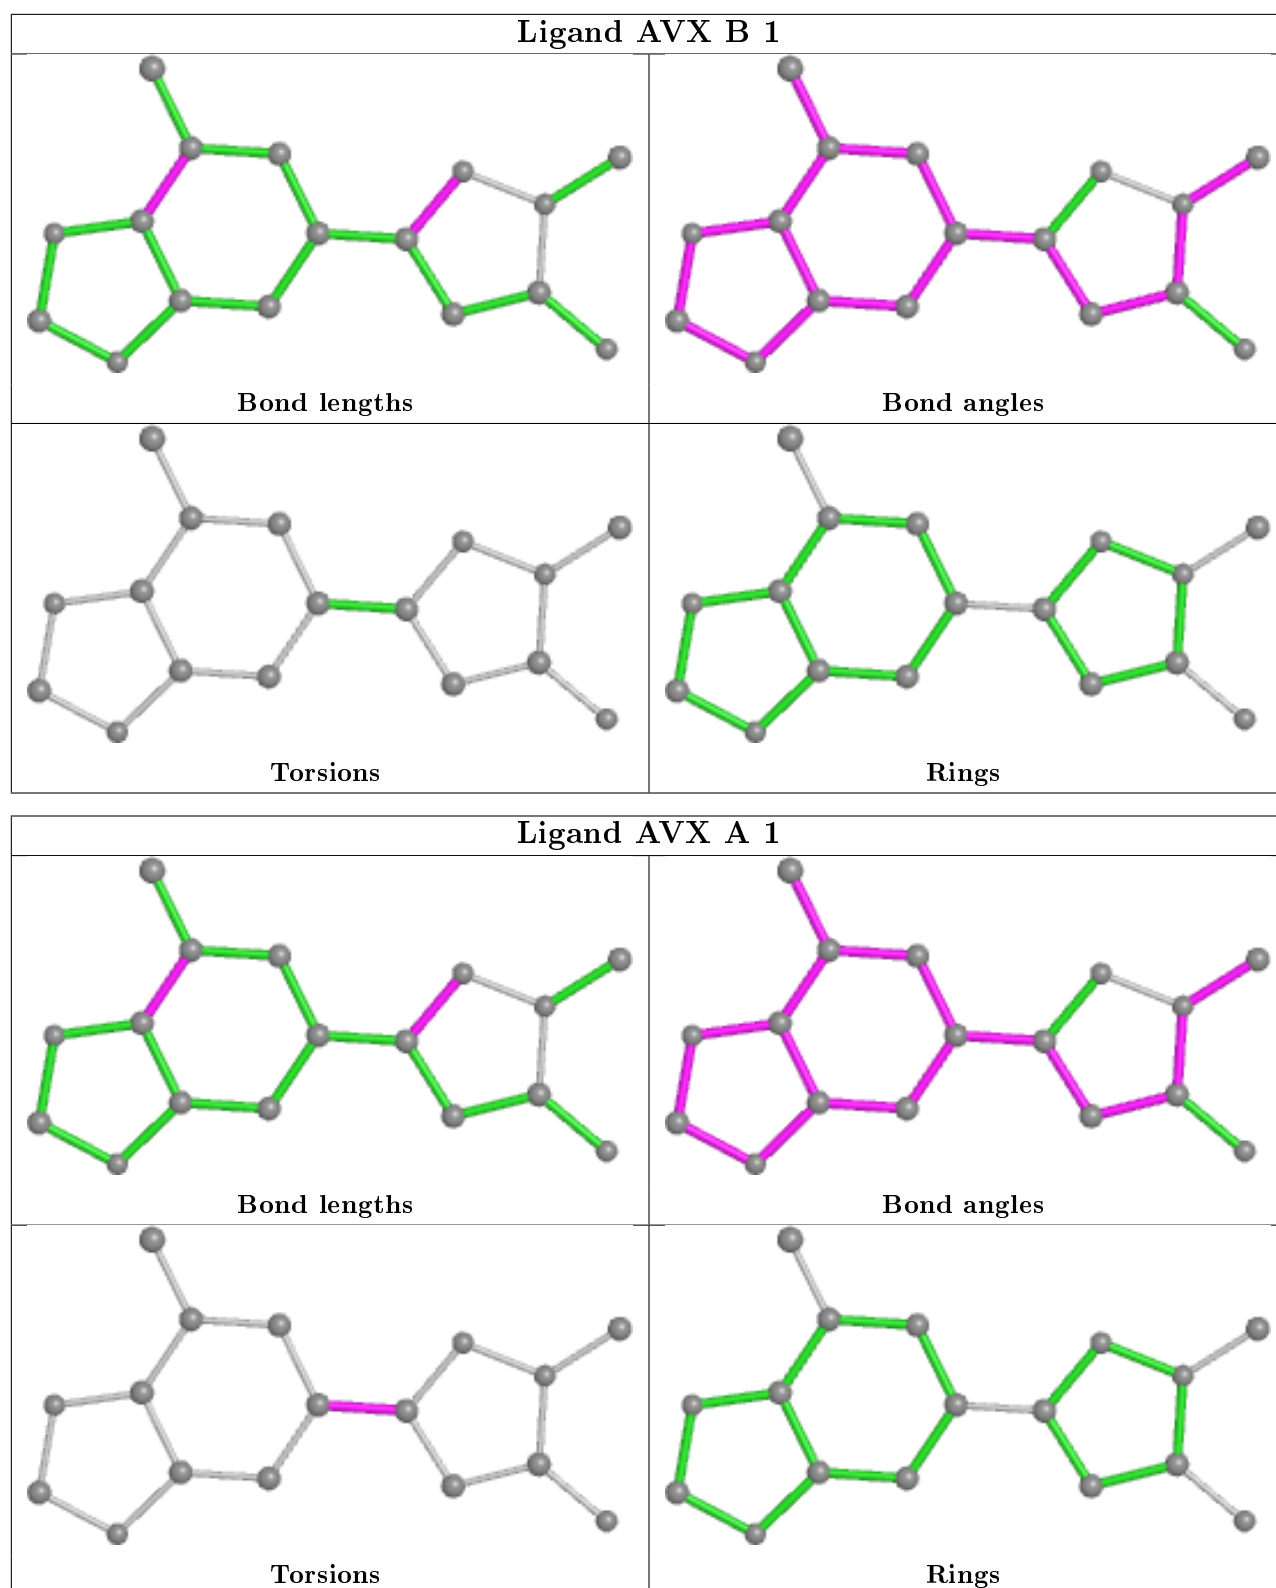 Ligand AVX B 1
Bond lengths
Bond angles
Torsions
Rings
Ligand AVX A 1
Bond lengths
Bond angles
Torsions
Rings